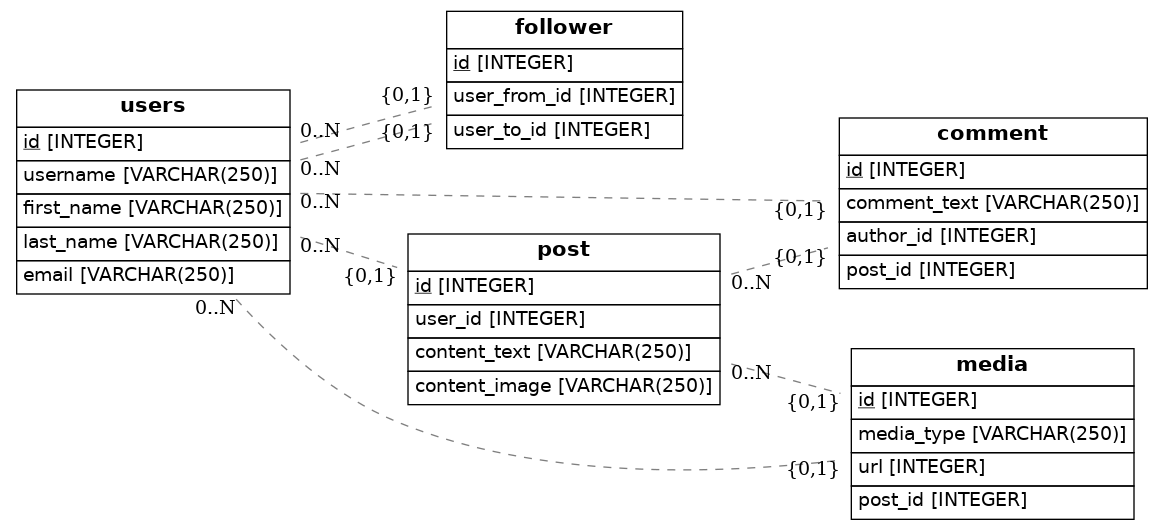 users
id [INTEGER]
username [VARCHAR(250)]
first_name [VARCHAR(250)]
last_name [VARCHAR(250)]
email [VARCHAR(250)]
follower
id [INTEGER]
user_from_id [INTEGER]
user_to_id [INTEGER]
{0,1}
0..N
{0,1}
0..N
0..N
{0,1}
0..N
{0,1}
0..N
post
id [INTEGER]
user_id [INTEGER]
content_text [VARCHAR(250)]
content_image [VARCHAR(250)]
{0,1}
0..N
0..N
{0,1}
{0,1}
comment
id [INTEGER]
comment_text [VARCHAR(250)]
author_id [INTEGER]
post_id [INTEGER]
media
id [INTEGER]
media_type [VARCHAR(250)]
url [INTEGER]
post_id [INTEGER]